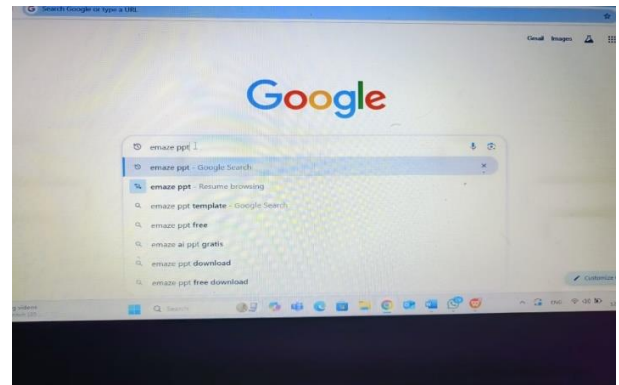 Search Google or type a URL
Gmail Images
Google
emaze ppt
emaze ppt - Google Search
emaze ppt - Resume browsing
emaze ppt template - Google Search
emaze ppt free
emaze ai ppt gratis
emaze ppt download
emaze ppt free download
Customize
Search
ENG